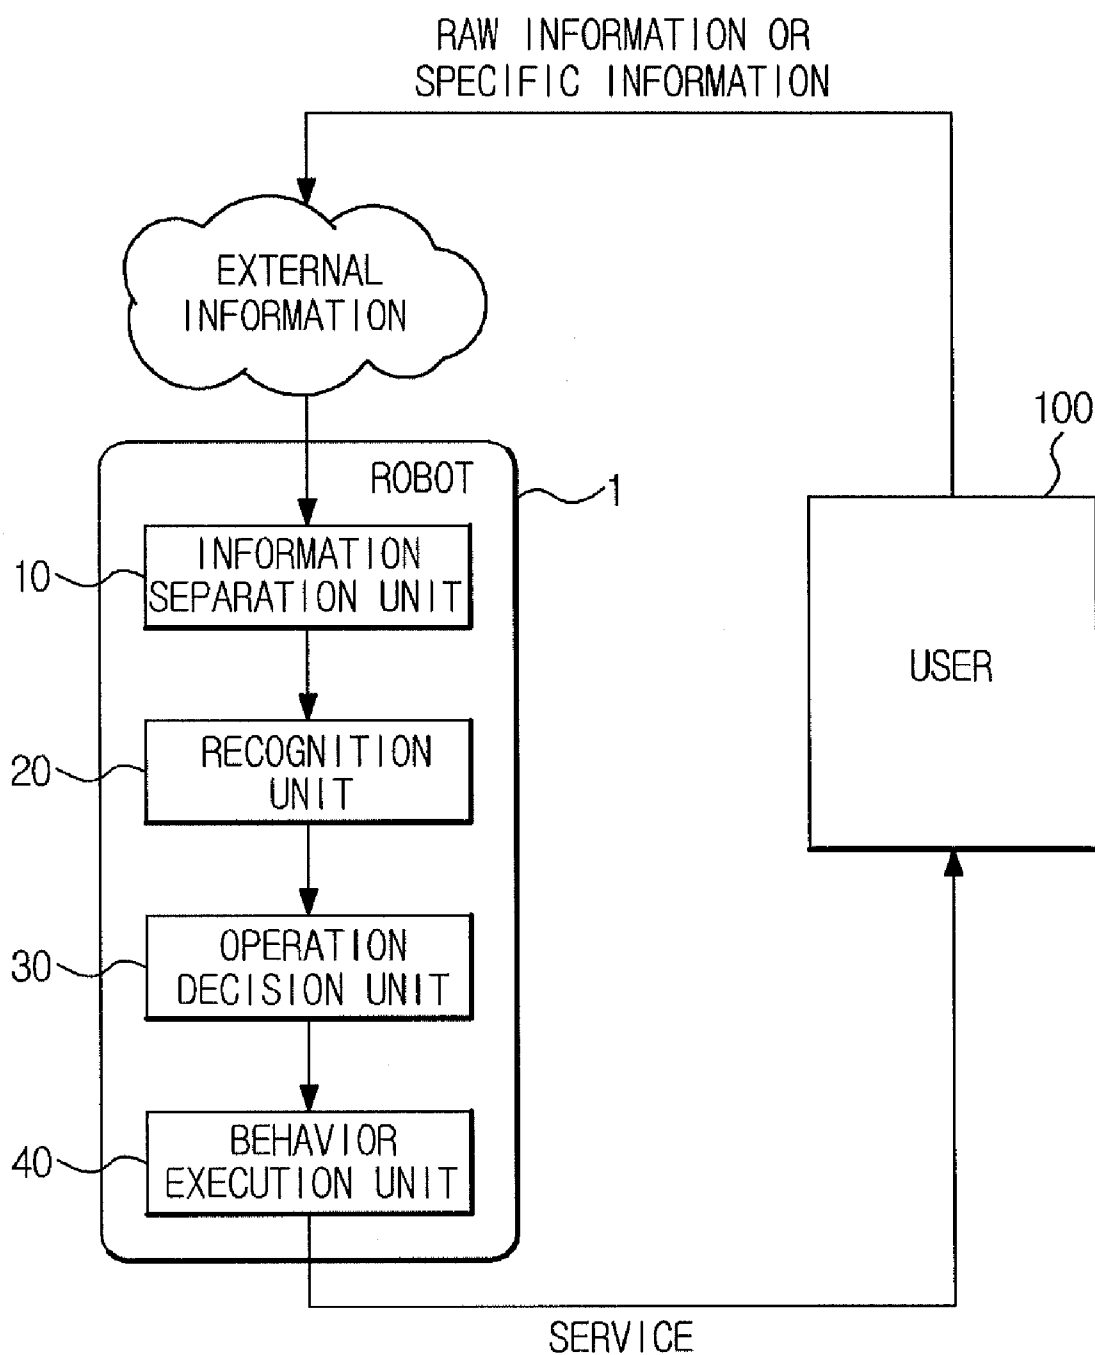 RAW INFORMATION OR
SPECIFIC INFORMATION
EXTERNAL
INFORMATION
100
ROBOT
1
INFORMATION
SEPARATION UNIT
10
USER
RECOGNITION
UNIT
20
OPERATION
DECISION UNIT
30
BEHAVIOR
EXECUTION UNIT
40
SERVICE